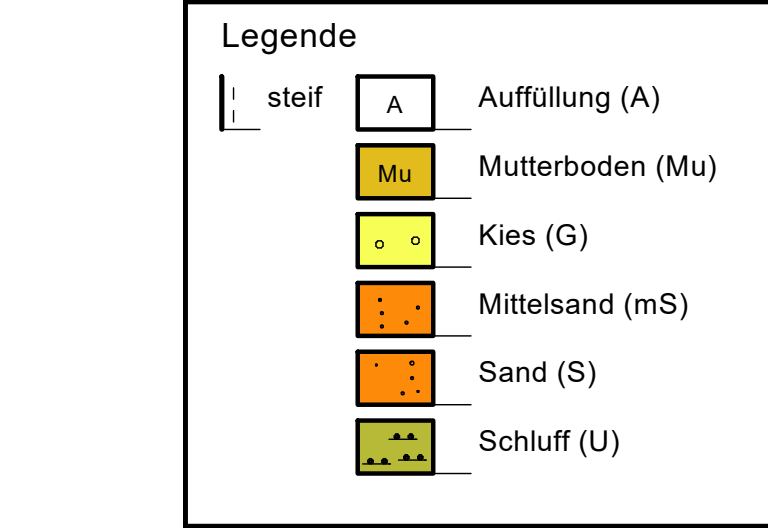 Legende
steif A Auffüllung (A)
Mu Mutterboden (Mu)
Kies (G)
Mittelsand (mS)
Sand (S)
Schluff (U)